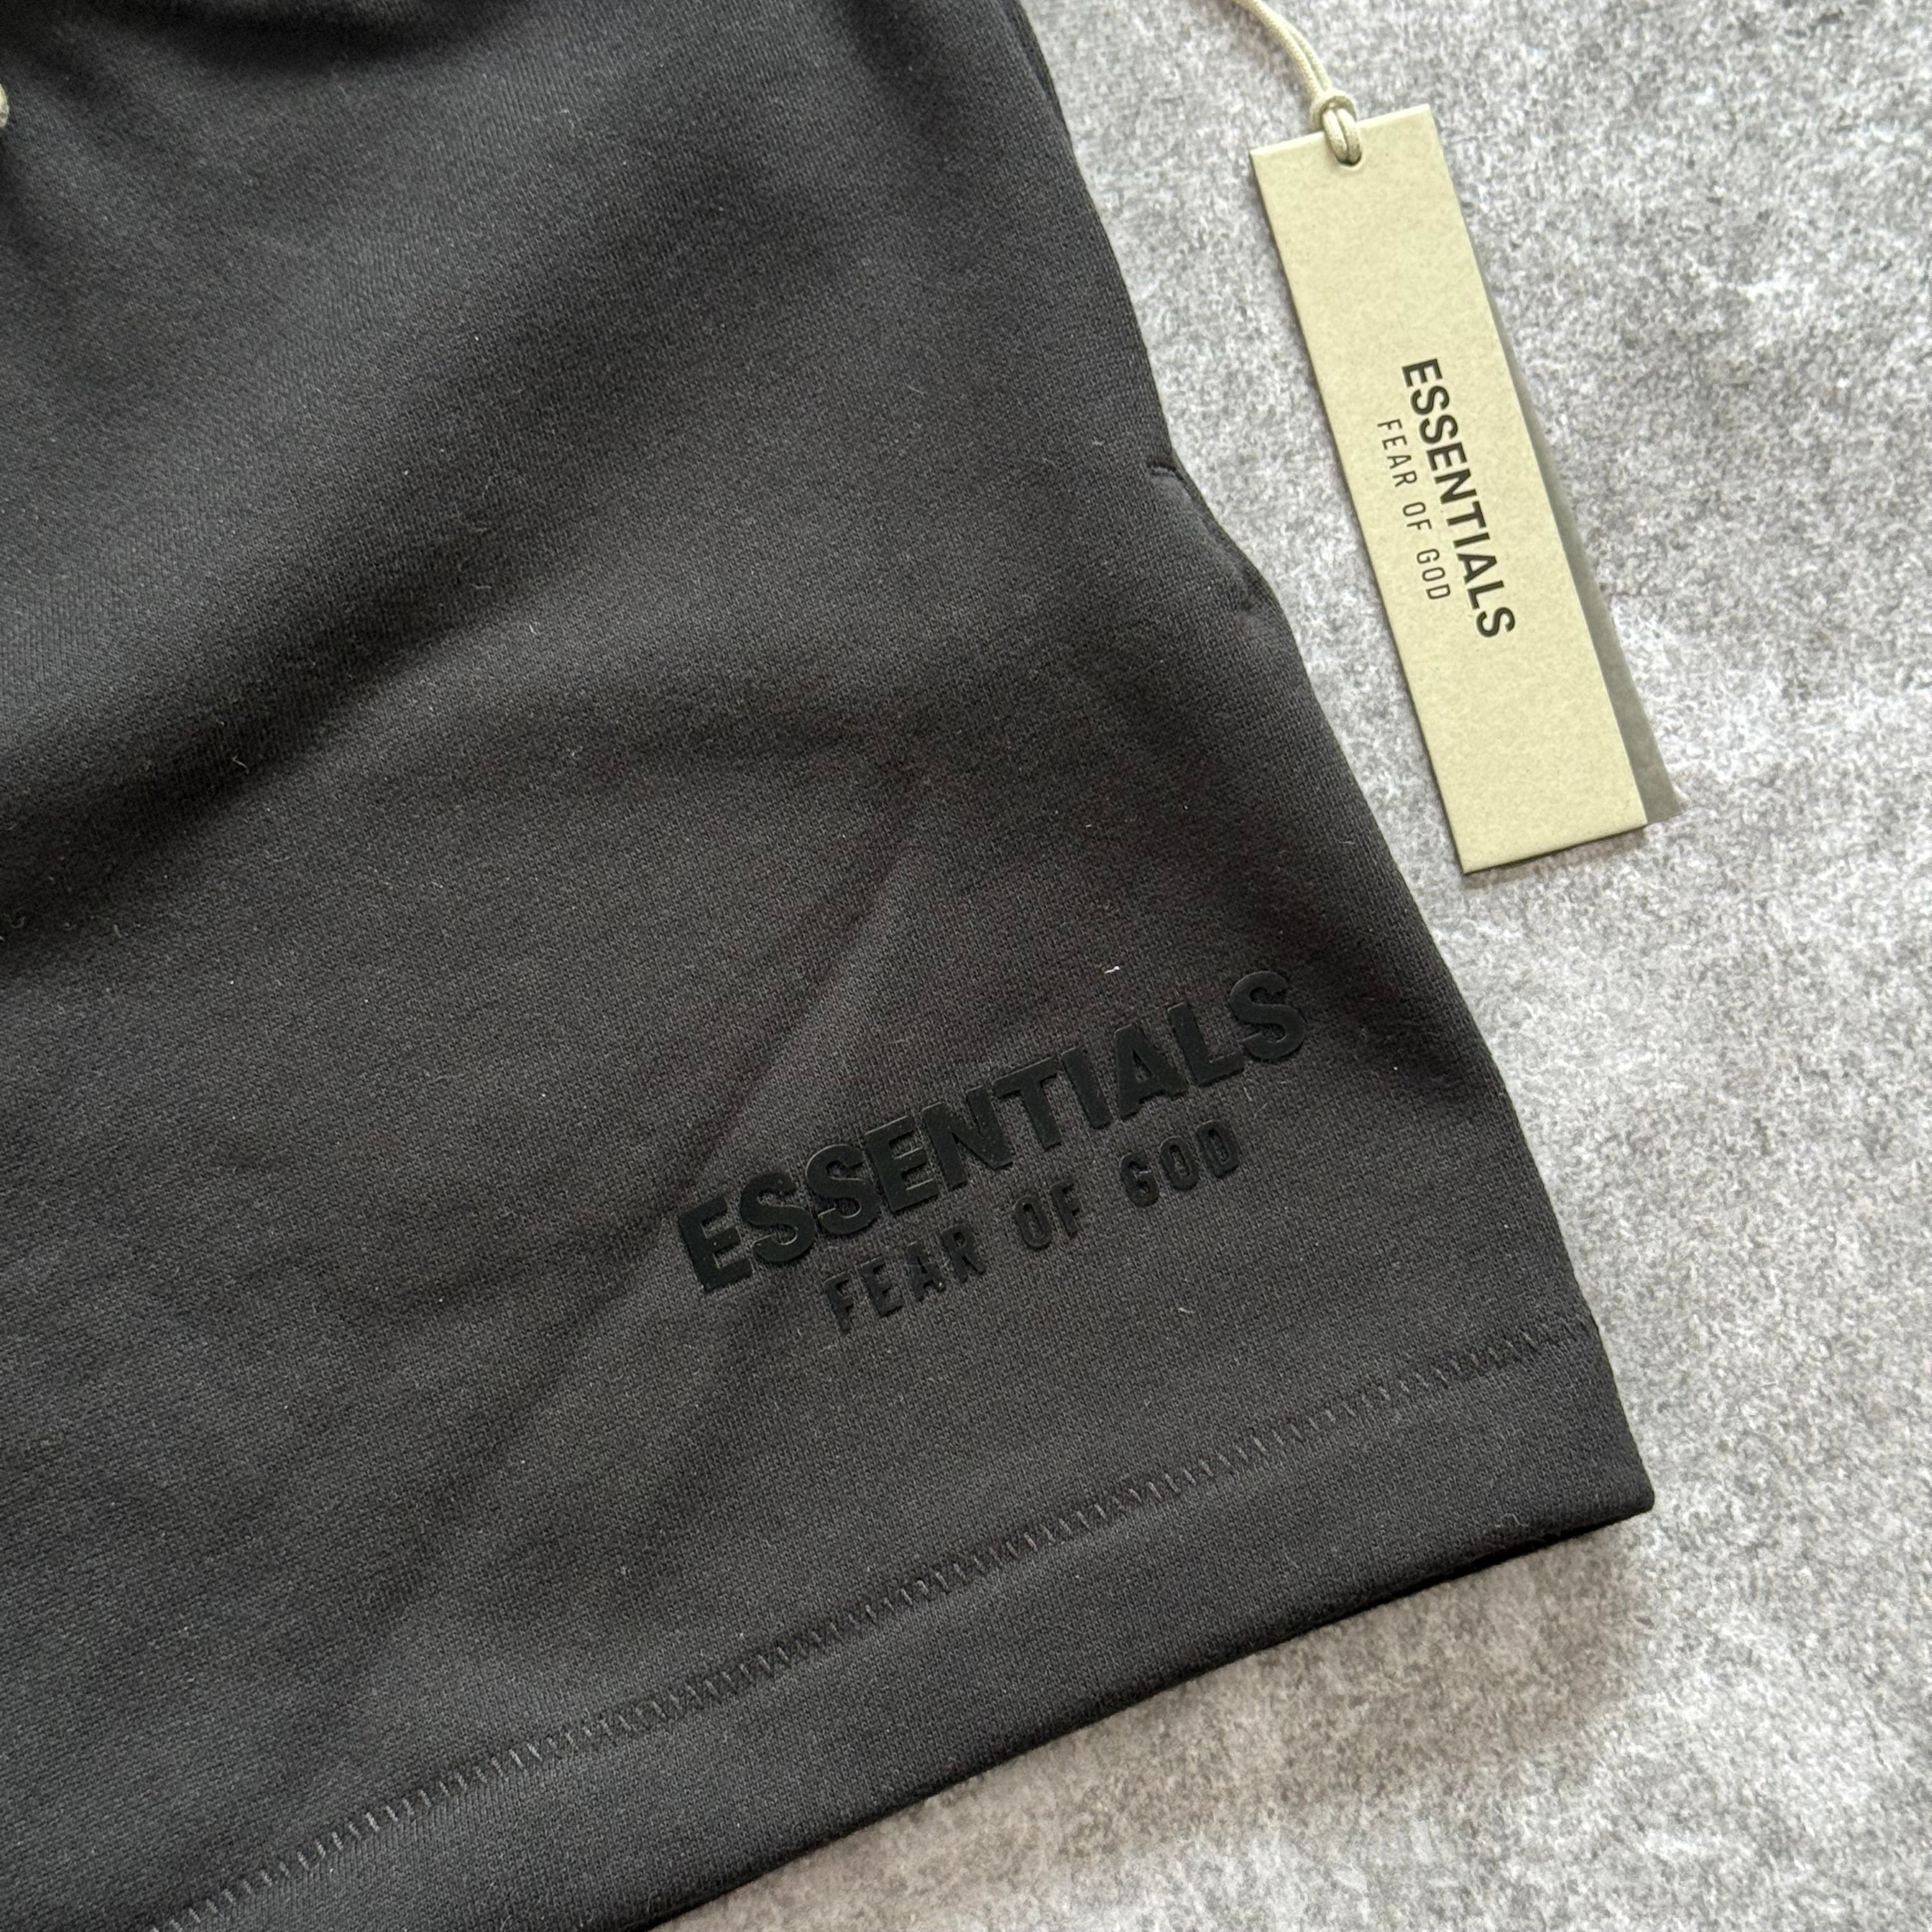 ESSENTIALS
FEAR OF GOD
ESSENTIALS
FEAR OF GOD